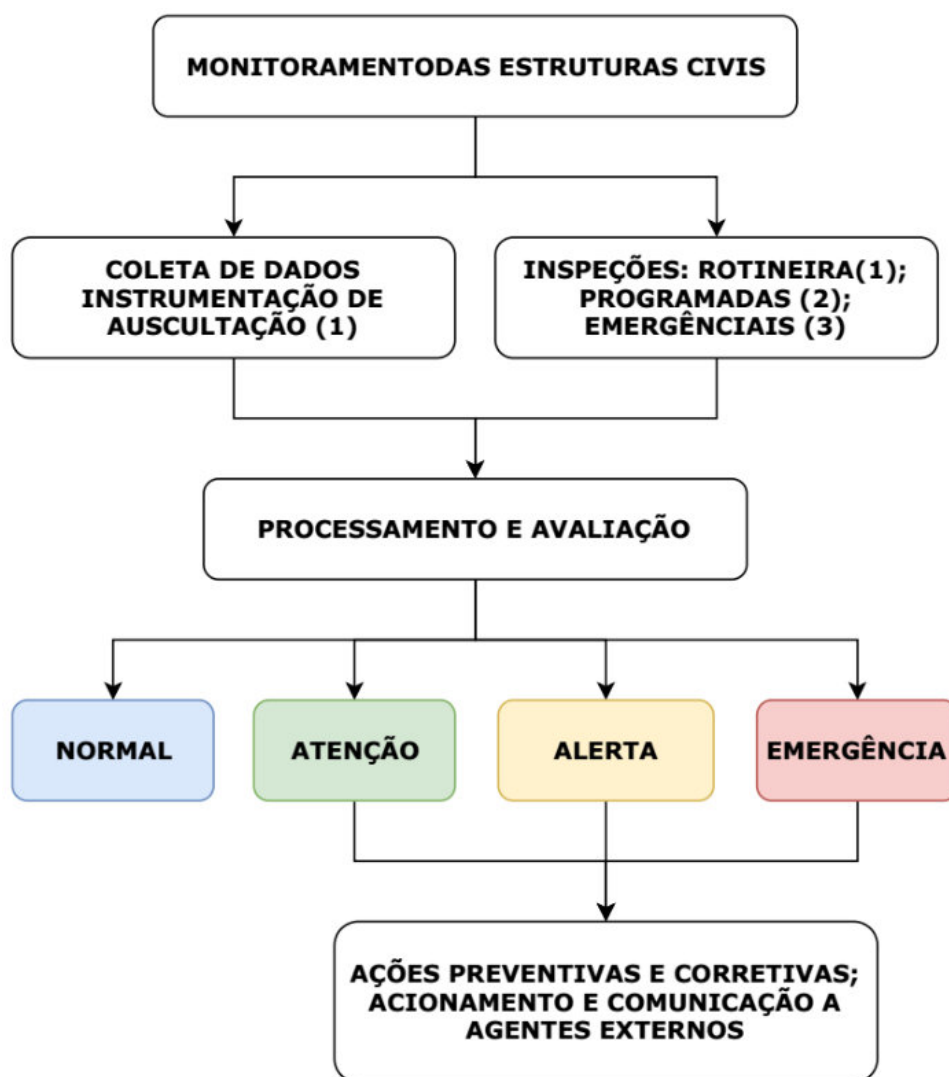 MONITORAMENTODAS ESTRUTURAS CIVIS
COLETA DE DADOS
INSTRUMENTAÇÃO DE
AUSCULTAÇÃO (1)
INSPEÇÕES: ROTINEIRA(1);
PROGRAMADAS (2);
EMERGÊNCIAIS (3)
PROCESSAMENTO E AVALIAÇÃO
NORMAL
ATENÇÃO
ALERTA
EMERGÊNCIA
AÇÕES PREVENTIVAS E CORRETIVAS;
ACIONAMENTO E COMUNICAÇÃO A
AGENTES EXTERNOS